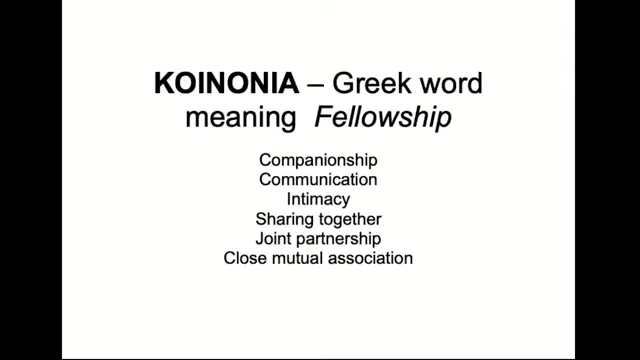 KOINONIA – Greek word
meaning Fellowship
Companionship
Communication
Intimacy
Sharing together
Joint partnership
Close mutual association